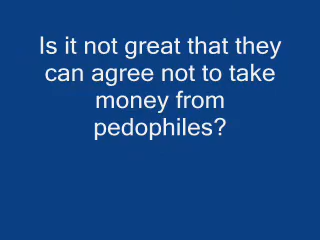 Is it not great that they
can agree not to take
money from
pedophiles?